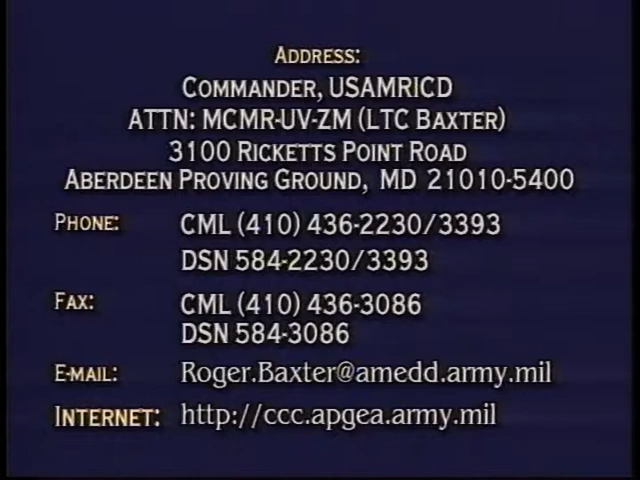 Address:
Commander, USAMRICD
ATTN: MCMR-UV-ZM (LTC Baxter)
3100 Ricketts Point Road
Aberdeen Proving Ground, MD 21010-5400
Phone: CML (410) 436-2230/3393
DSN 584-2230/3393
Fax: CML (410) 436-3086
DSN 584-3086
E-mail: Roger.Baxter@amedd.army.mil
Internet: http://ccc.apgea.army.mil